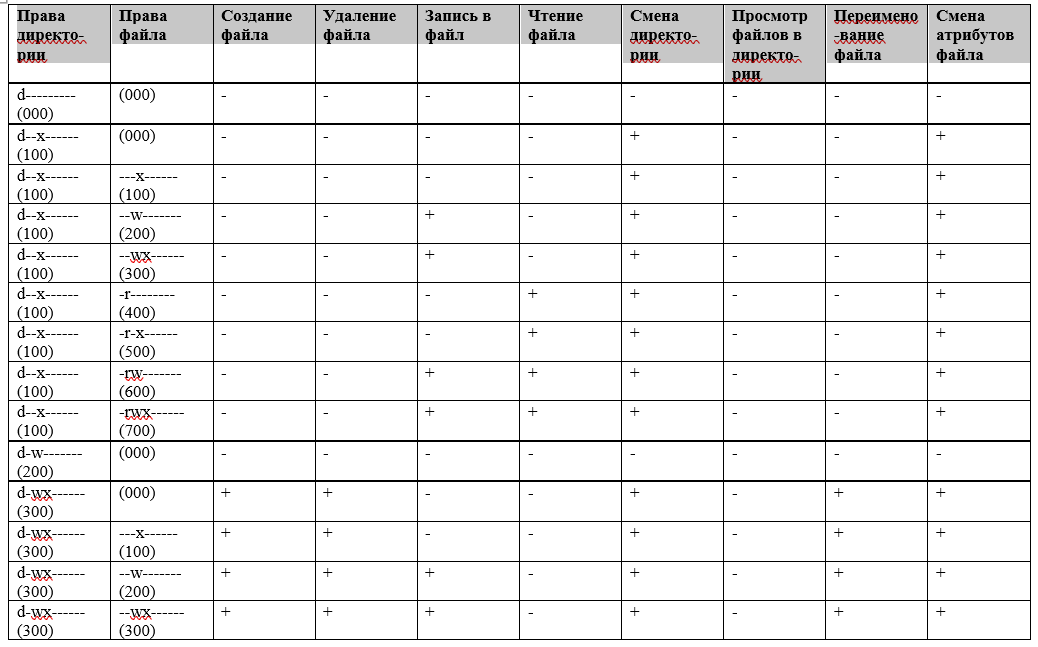 Права директо- рии | Права файла | Создание файла | Удаление файла | Запись в файл | Чтение файла | Смена директо- рии | Просмотр файлов в директо- рии | Переимено -вание файла | Смена атрибутов файла
d--------- (000) | (000) | - | - | - | - | - | - | - | -
d--x------ (100) | (000) | - | - | - | - | + | - | - | +
d--x------ (100) | ---x------ (100) | - | - | - | - | + | - | - | +
d--x------ (100) | --w------- (200) | - | - | + | - | + | - | - | +
d--x------ (100) | --wx------ (300) | - | - | + | - | + | - | - | +
d--x------ (100) | -r-------- (400) | - | - | - | + | + | - | - | +
d--x------ (100) | -r-x------ (500) | - | - | - | + | + | - | - | +
d--x------ (100) | -rw------- (600) | - | - | + | + | + | - | - | +
d--x------ (100) | -rwx------ (700) | - | - | + | + | + | - | - | +
d-w------- (200) | (000) | - | - | - | - | - | - | - | -
d-wx------ (300) | (000) | + | + | - | - | + | - | + | +
d-wx------ (300) | ---x------ (100) | + | + | - | - | + | - | + | +
d-wx------ (300) | --w------- (200) | + | + | + | - | + | - | + | +
d-wx------ (300) | --wx------ (300) | + | + | + | - | + | - | + | +